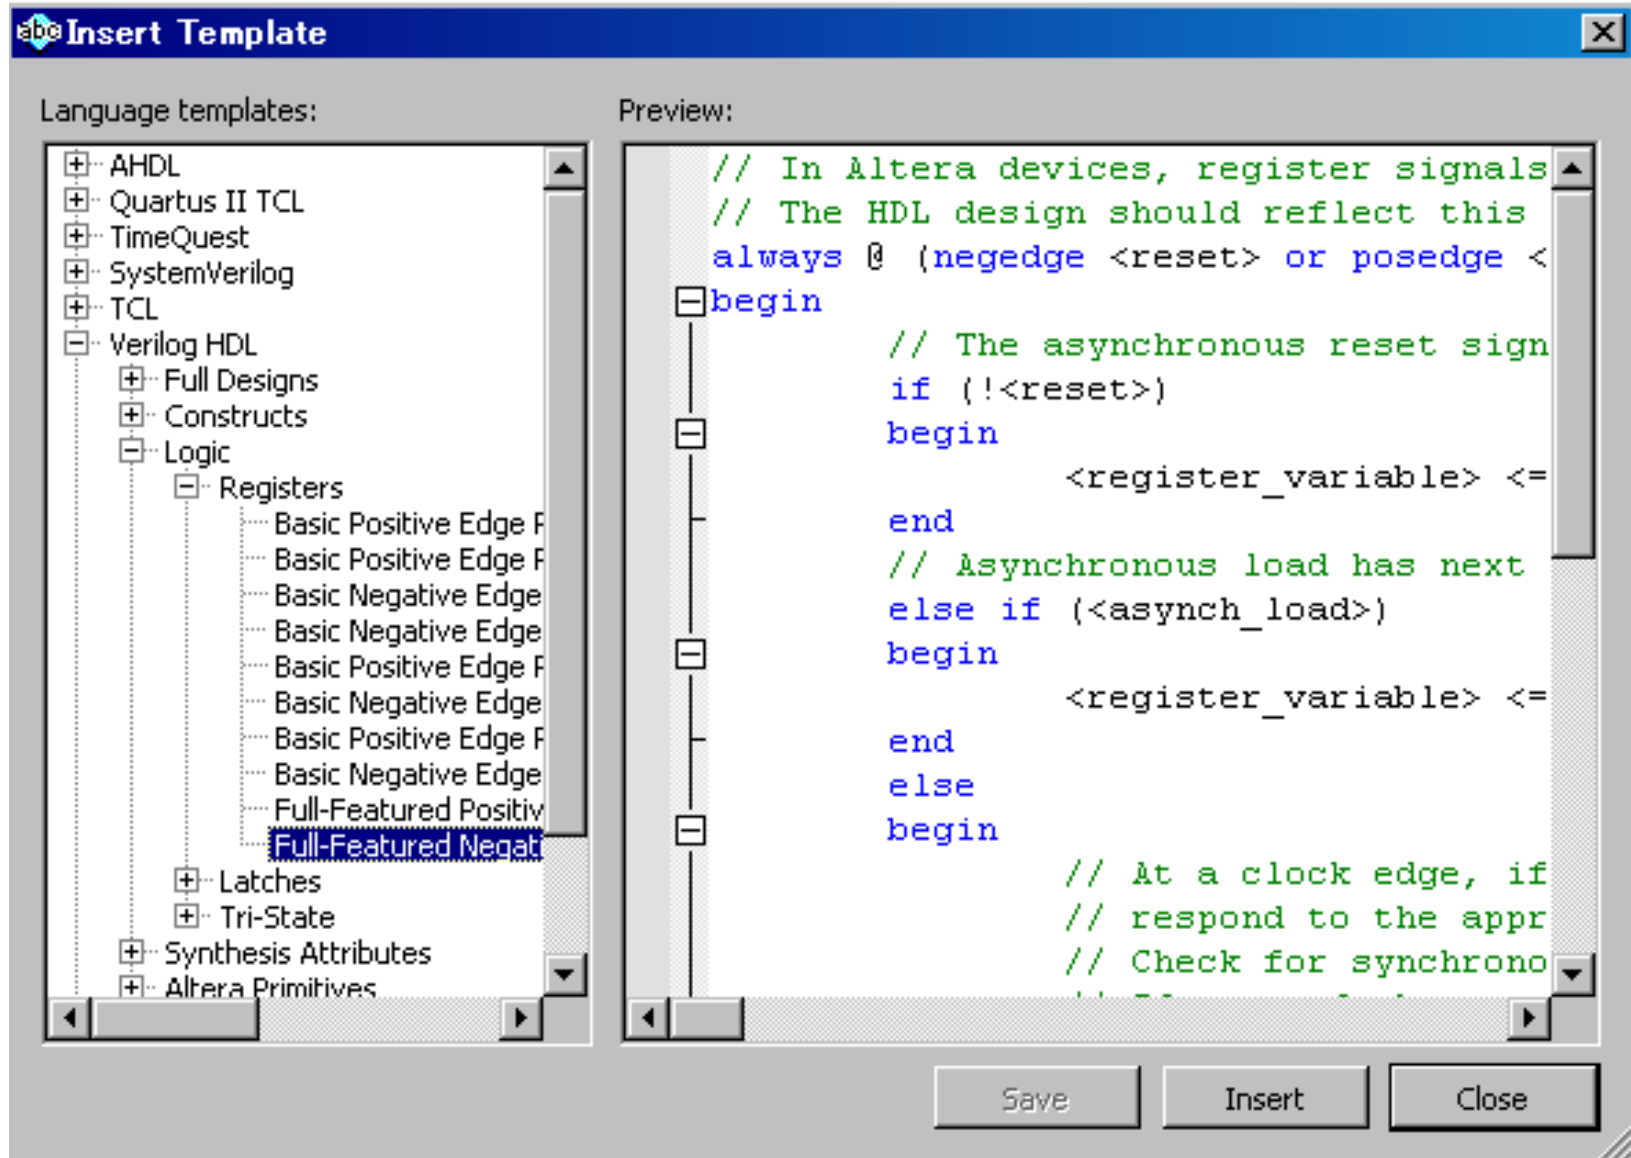 Insert Template
Language templates:
AHDL
Quartus II TCL
TimeQuest
SystemVerilog
TCL
Verilog HDL
Full Designs
Constructs
Logic
Registers
Basic Positive Edge
Basic Positive Edge
Basic Negative Edge
Basic Negative Edge
Basic Positive Edge
Basic Negative Edge
Basic Positive Edge
Basic Negative Edge
Full-Featured Positiv
Full-Featured Negati
Latches
Tri-State
Synthesis Attributes
Altera Primitives
Preview:
// In Altera devices, register signals
// The HDL design should reflect this
always @ (negedge <reset> or posedge <
begin
// The asynchronous reset sign
if (!<reset>)
begin
<register_variable> <=
end
// Asynchronous load has next
else if (<asynch_load>)
begin
<register_variable> <=
end
else
begin
// At a clock edge, if
// respond to the appr
// Check for synchrono
Save
Insert
Close